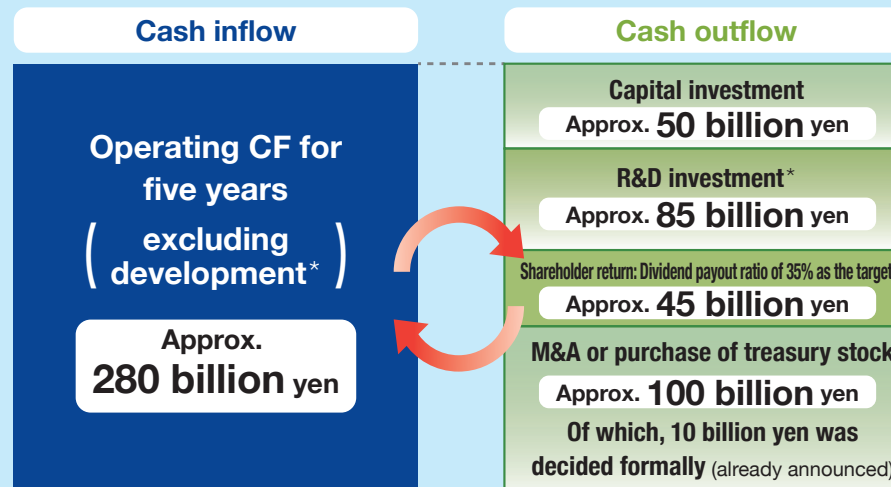 Cash inflow
Operating CF for
five years
( excluding
development* )
Approx.
280 billion yen
Cash outflow
Capital investment
Approx. 50 billion yen
R&D investment*
Approx. 85 billion yen
Shareholder return: Dividend payout ratio of 35% as the target
Approx. 45 billion yen
M&A or purchase of treasury stock
Approx. 100 billion yen
Of which, 10 billion yen was
decided formally (already announced)